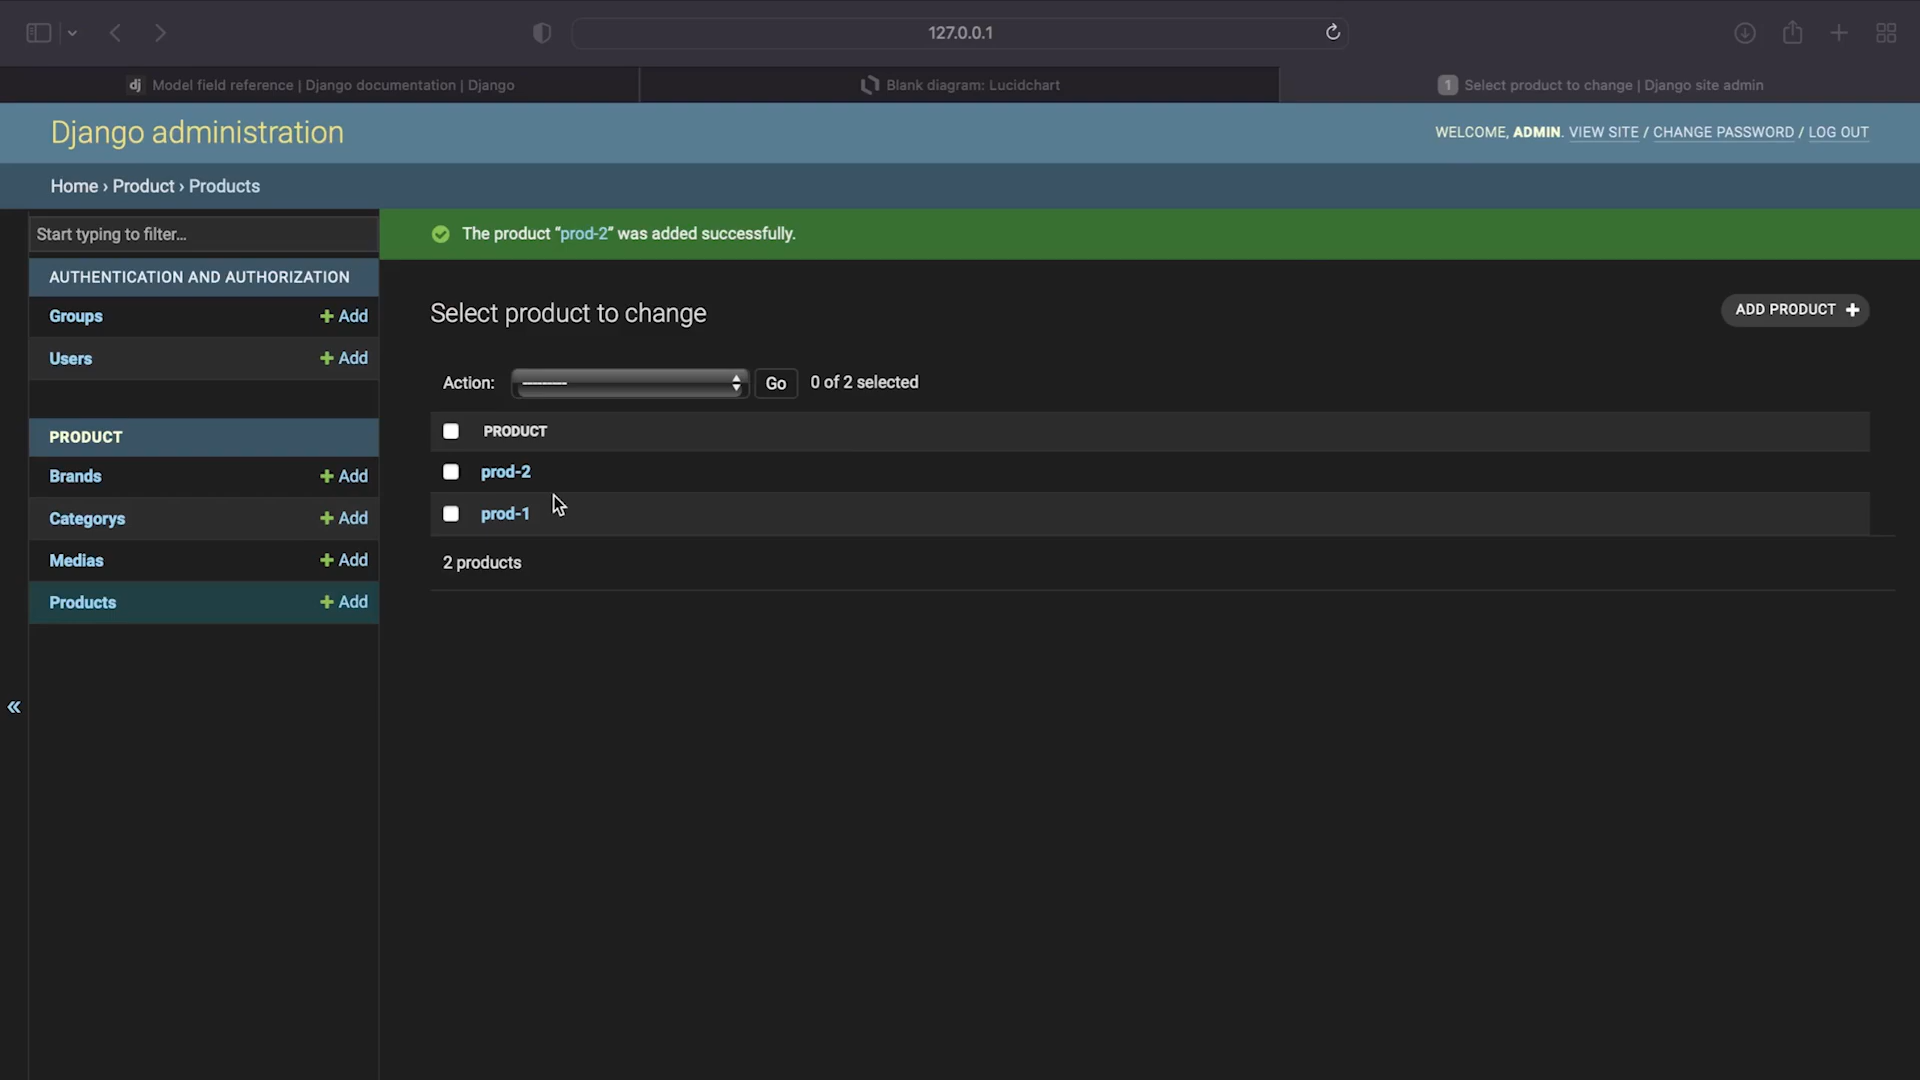 127.0.0.1
dj Model field reference | Django documentation | Django
Blank diagram: Lucidchart
1 Select product to change | Django site admin
Django administration
WELCOME, ADMIN. VIEW SITE / CHANGE PASSWORD / LOG OUT
Home › Product › Products
Start typing to filter...
The product “prod-2” was added successfully.
AUTHENTICATION AND AUTHORIZATION
Groups + Add
Users + Add
PRODUCT
Brands + Add
Categorys + Add
Medias + Add
Products + Add
«
Select product to change
ADD PRODUCT +
Action: --------- Go 0 of 2 selected
PRODUCT
prod-2
prod-1
2 products